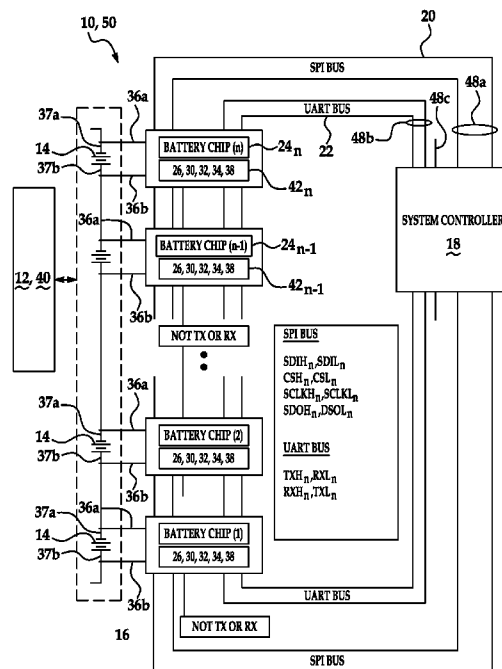 10, 50
20
SPI BUS
48a
37a
36a
UART BUS
48c
48b
22
14
BATTERY CHIP (n)
24n
37b
26, 30, 32, 34, 38
42n
36b
SYSTEM CONTROLLER
18
36a
BATTERY CHIP (n-1)
24n-1
12, 40
26, 30, 32, 34, 38
42n-1
36b
NOT TX OR RX
SPI BUS
SDIHn, SDILn
CSHn, CSLn
SCLKHn, SCLKLn
SDOHn, DSOLn
UART BUS
TXHn, RXLn
RXHn, TXLn
36a
37a
14
BATTERY CHIP (2)
37b
26, 30, 32, 34, 38
36b
36a
37a
BATTERY CHIP (1)
14
26, 30, 32, 34, 38
37b
36b
UART BUS
16
NOT TX OR RX
SPI BUS